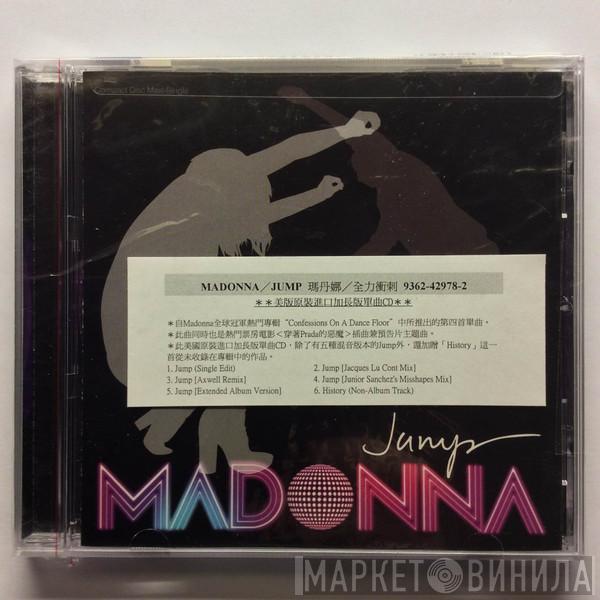 Compact Disc Maxi-Single
MADONNA／JUMP 瑪丹娜／全力衝刺 9362-42978-2
＊＊美版原裝進口加長版單曲CD＊＊
＊自Madonna全球冠軍熱門專輯“Confessions On A Dance Floor”中所推出的第四首單曲。
＊此曲同時也是熱門票房電影＜穿著Prada的惡魔＞插曲兼預告片主題曲。
＊此美國原裝進口加長版單曲CD，除了有五種混音版本的Jump外，還加贈「History」這一
首從未收錄在專輯中的作品。
1. Jump (Single Edit) 2. Jump [Jacques Lu Cont Mix]
3. Jump [Axwell Remix] 4. Jump [Junior Sanchez's Misshapes Mix]
5. Jump [Extended Album Version] 6. History (Non-Album Track)
Jump
MADONNA
МАРКЕТ ВИНИЛА